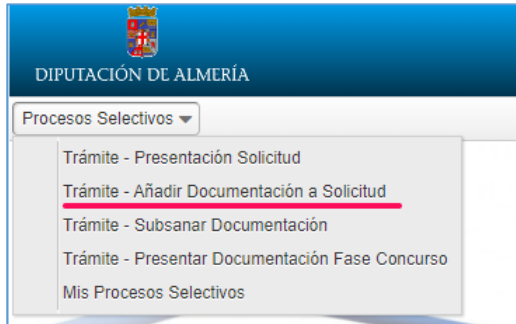 DIPUTACIÓN DE ALMERÍA
Procesos Selectivos
Trámite - Presentación Solicitud
Trámite - Añadir Documentación a Solicitud
Trámite - Subsanar Documentación
Trámite - Presentar Documentación Fase Concurso
Mis Procesos Selectivos